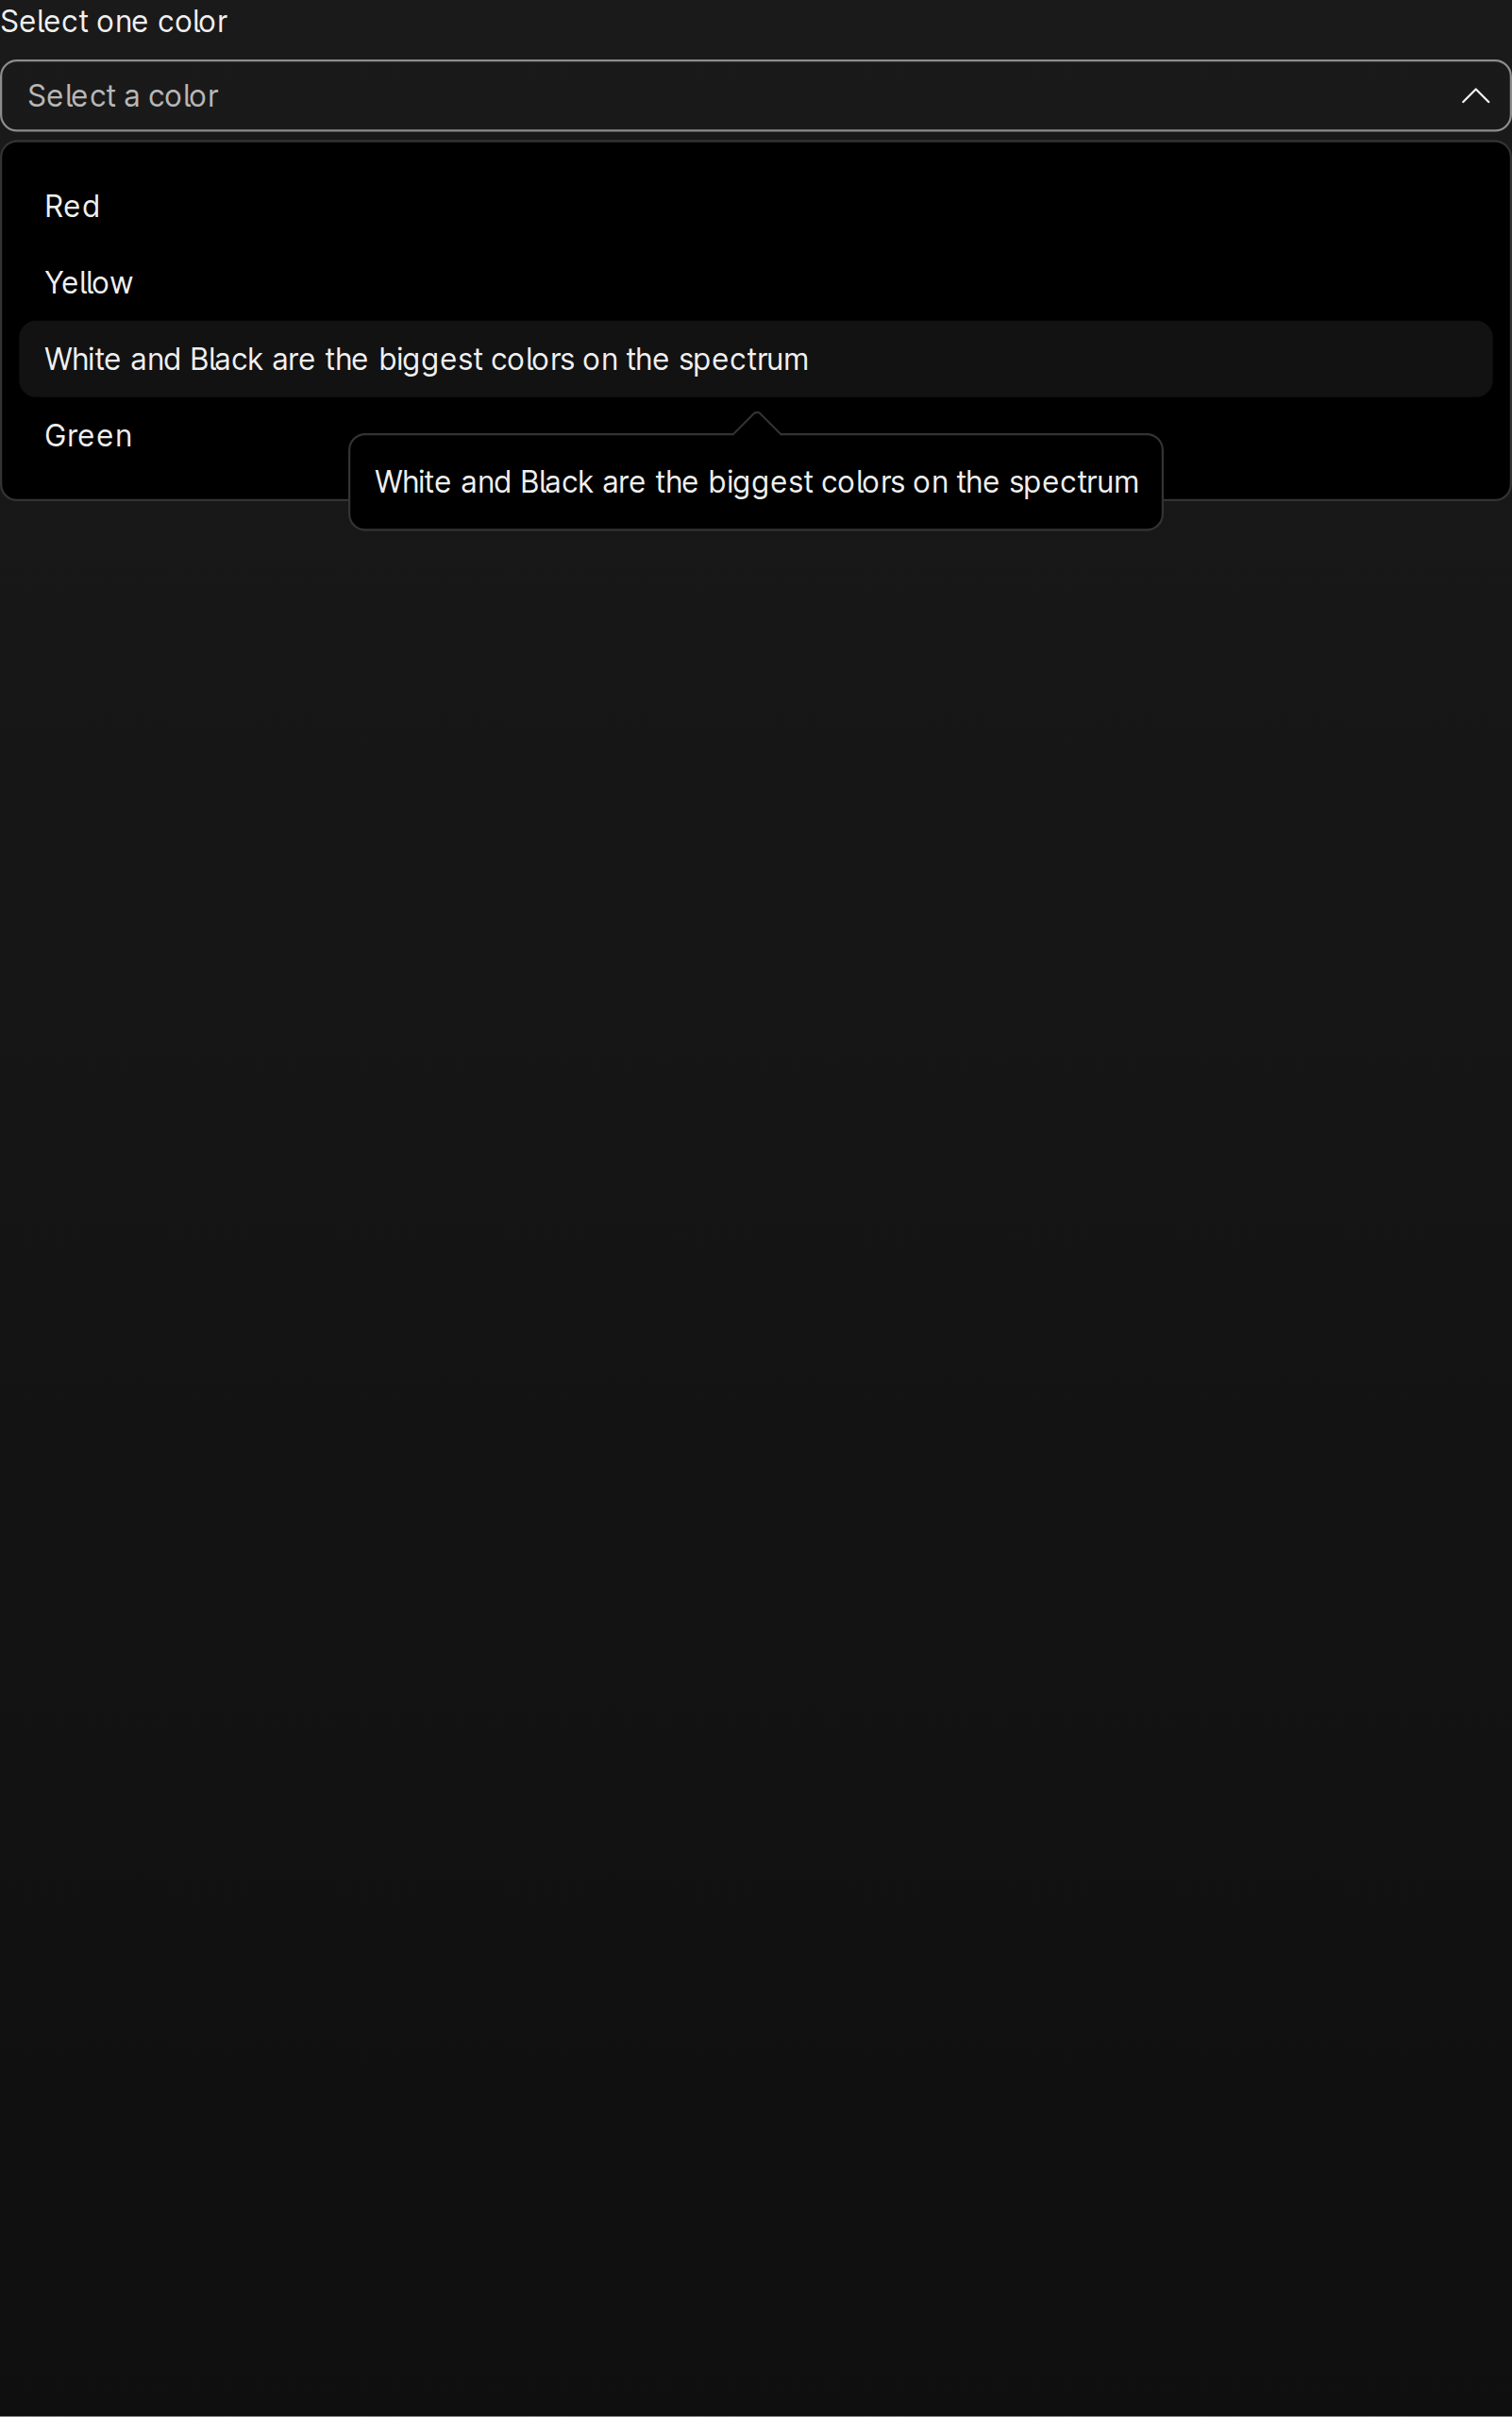 Select one color
Select a color
Red
Yellow
White and Black are the biggest colors on the spectrum
Green
White and Black are the biggest colors on the spectrum